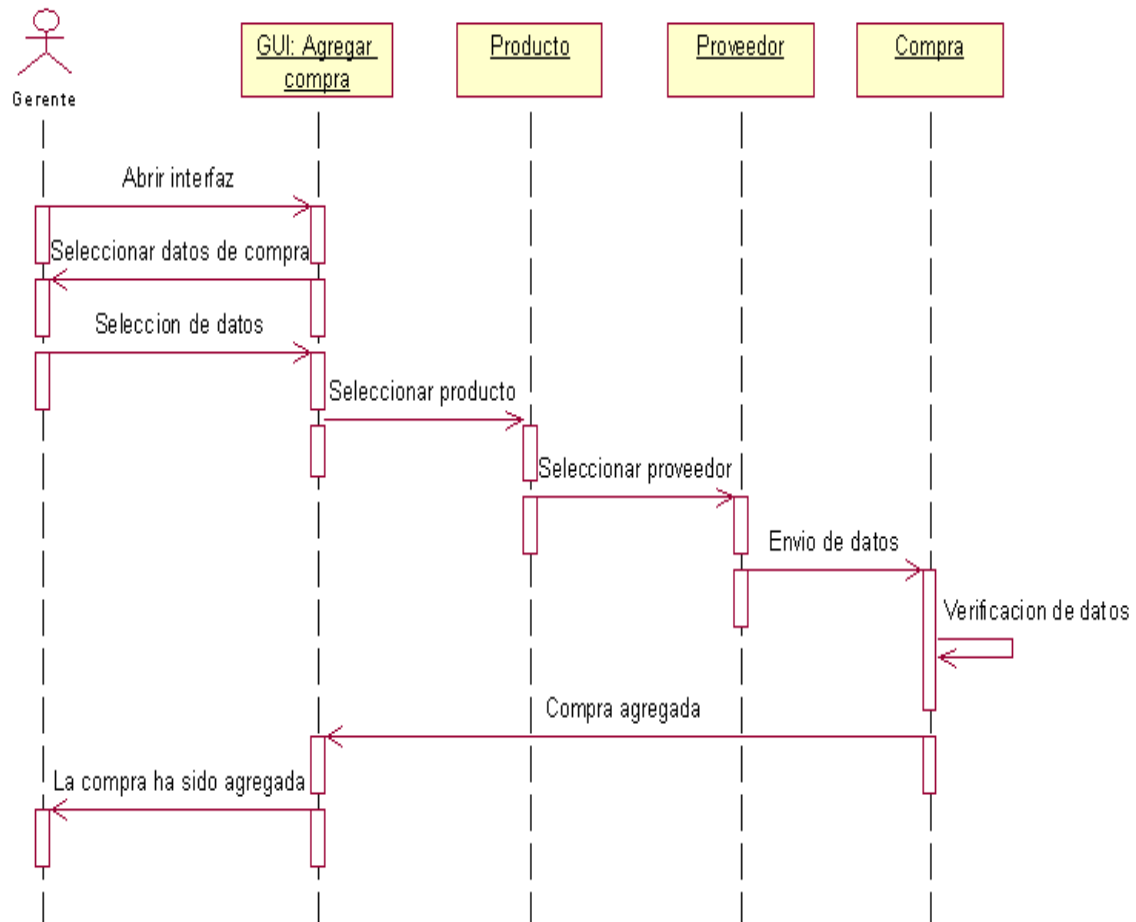 GUI: Agregar
compra
Producto
Proveedor
Compra
Gerente
Abrir interfaz
Seleccionar datos de compra
Seleccion de datos
Seleccionar producto
Seleccionar proveedor
Envio de datos
Verificacion de datos
Compra agregada
La compra ha sido agregada